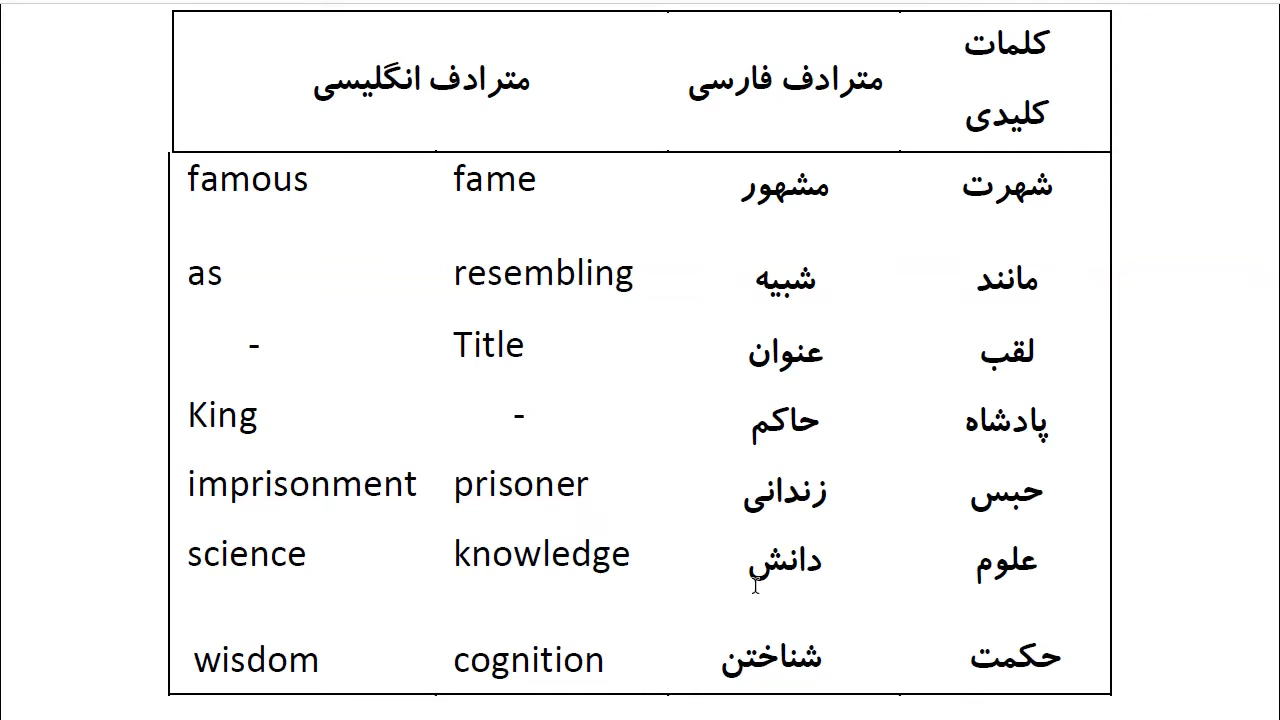 کلمات کلیدی مترادف فارسی مترادف انگلیسی
شهرت مشهور fame famous
مانند شبیه resembling as
لقب عنوان Title -
پادشاه حاکم - King
حبس زندانی prisoner imprisonment
علوم دانش knowledge science
حکمت شناختن cognition wisdom